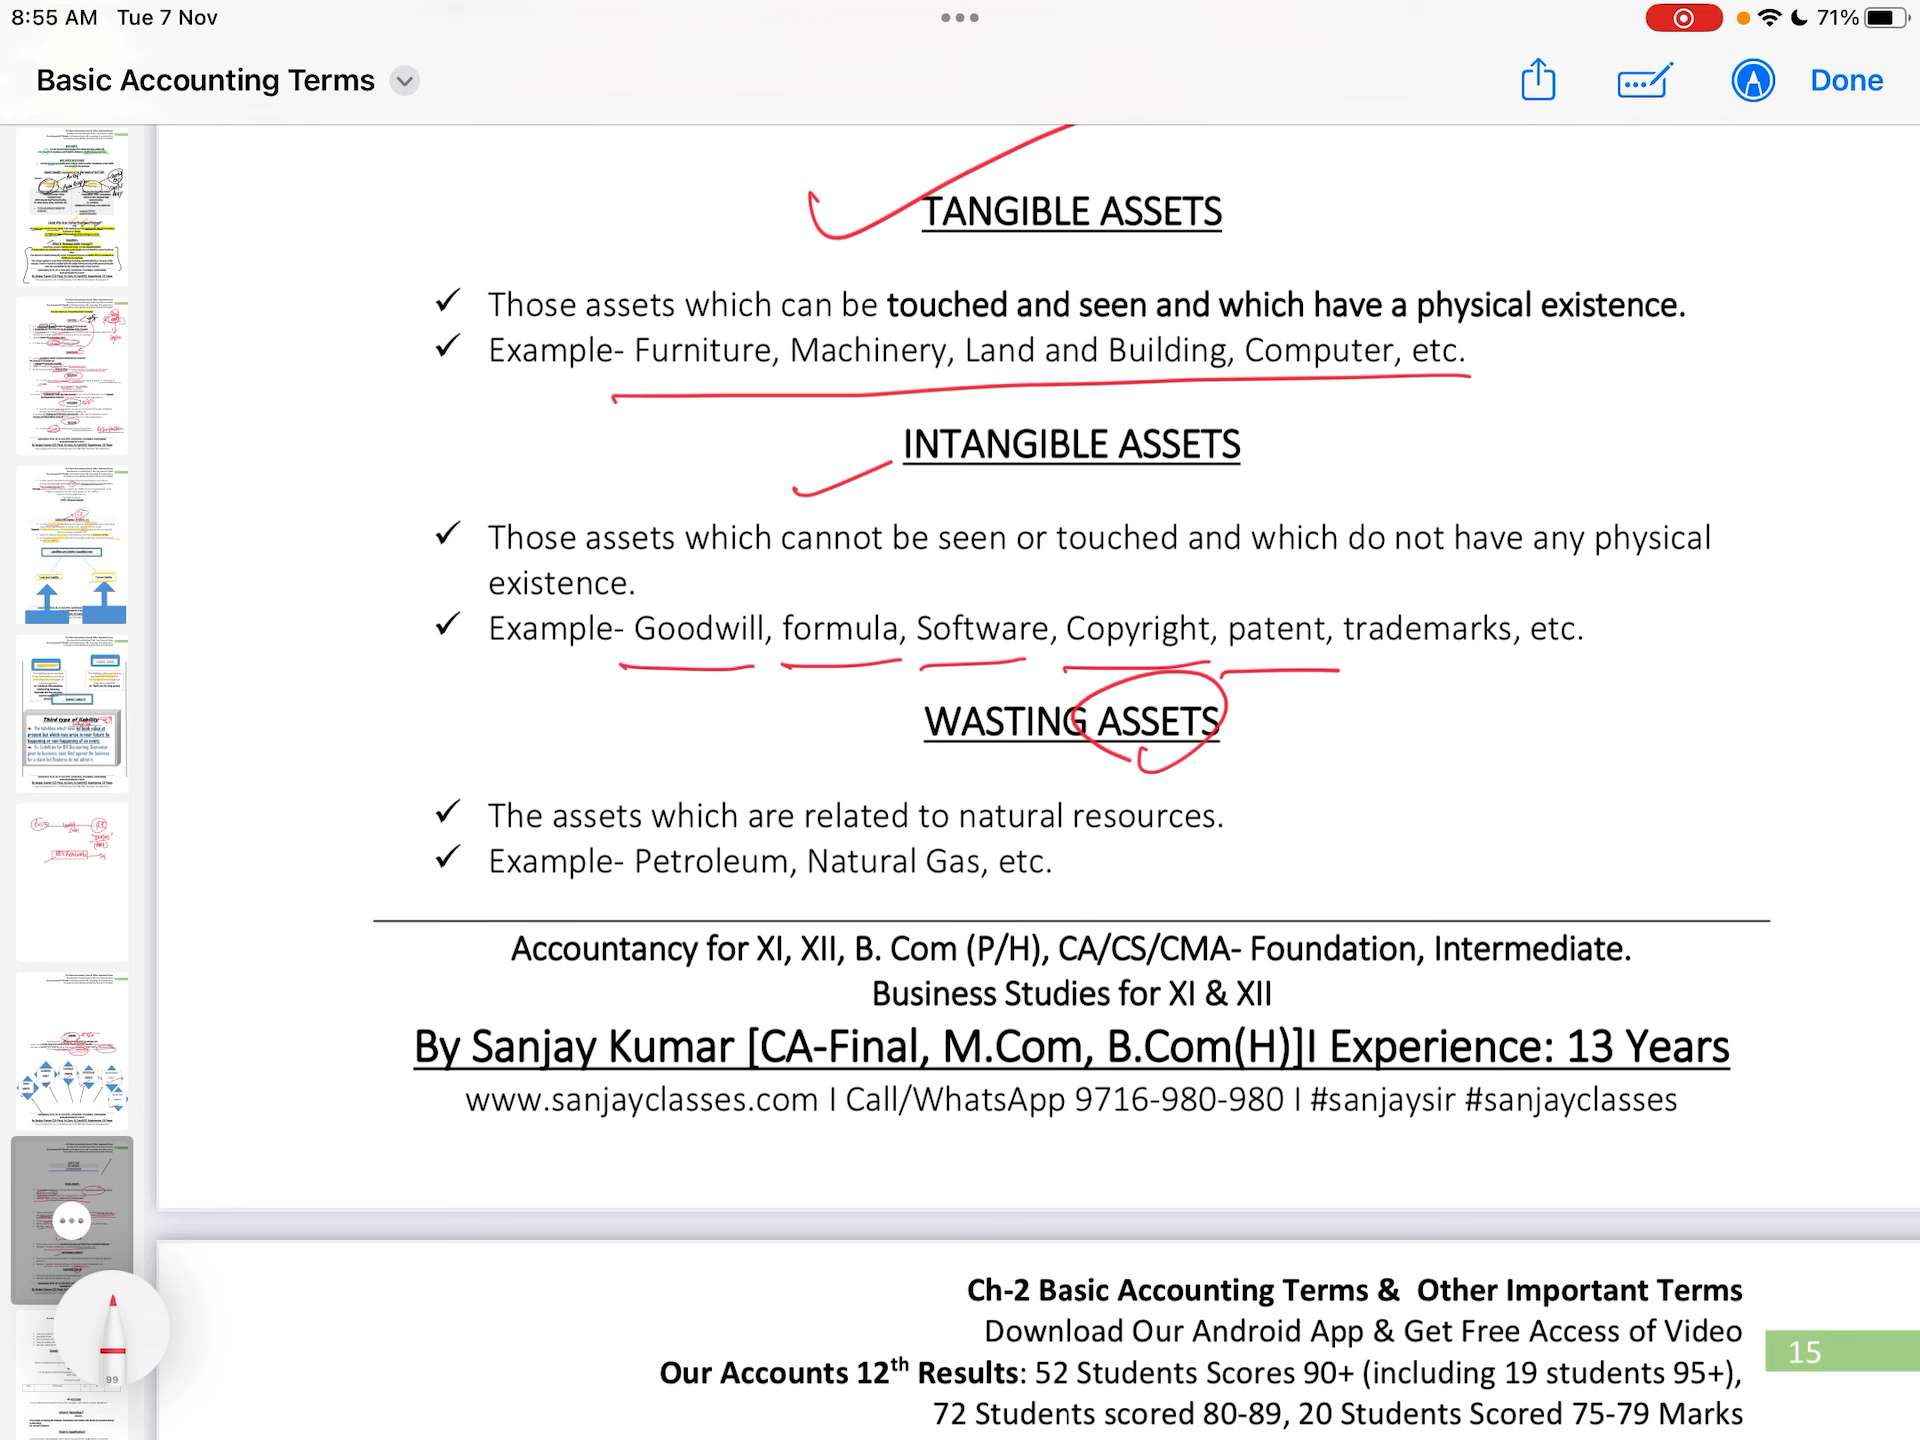 8:55 AM Tue 7 Nov
71%
Basic Accounting Terms
Done
TANGIBLE ASSETS
✓ Those assets which can be touched and seen and which have a physical existence.
✓ Example- Furniture, Machinery, Land and Building, Computer, etc.
INTANGIBLE ASSETS
✓ Those assets which cannot be seen or touched and which do not have any physical
existence.
✓ Example- Goodwill, formula, Software, Copyright, patent, trademarks, etc.
WASTING ASSETS
✓ The assets which are related to natural resources.
✓ Example- Petroleum, Natural Gas, etc.
Accountancy for XI, XII, B. Com (P/H), CA/CS/CMA- Foundation, Intermediate.
Business Studies for XI & XII
By Sanjay Kumar [CA-Final, M.Com, B.Com(H)]I Experience: 13 Years
www.sanjayclasses.com I Call/WhatsApp 9716-980-980 I #sanjaysir #sanjayclasses
Ch-2 Basic Accounting Terms & Other Important Terms
Download Our Android App & Get Free Access of Video
15
Our Accounts 12th Results: 52 Students Scores 90+ (including 19 students 95+),
72 Students scored 80-89, 20 Students Scored 75-79 Marks
Third type of liability
99